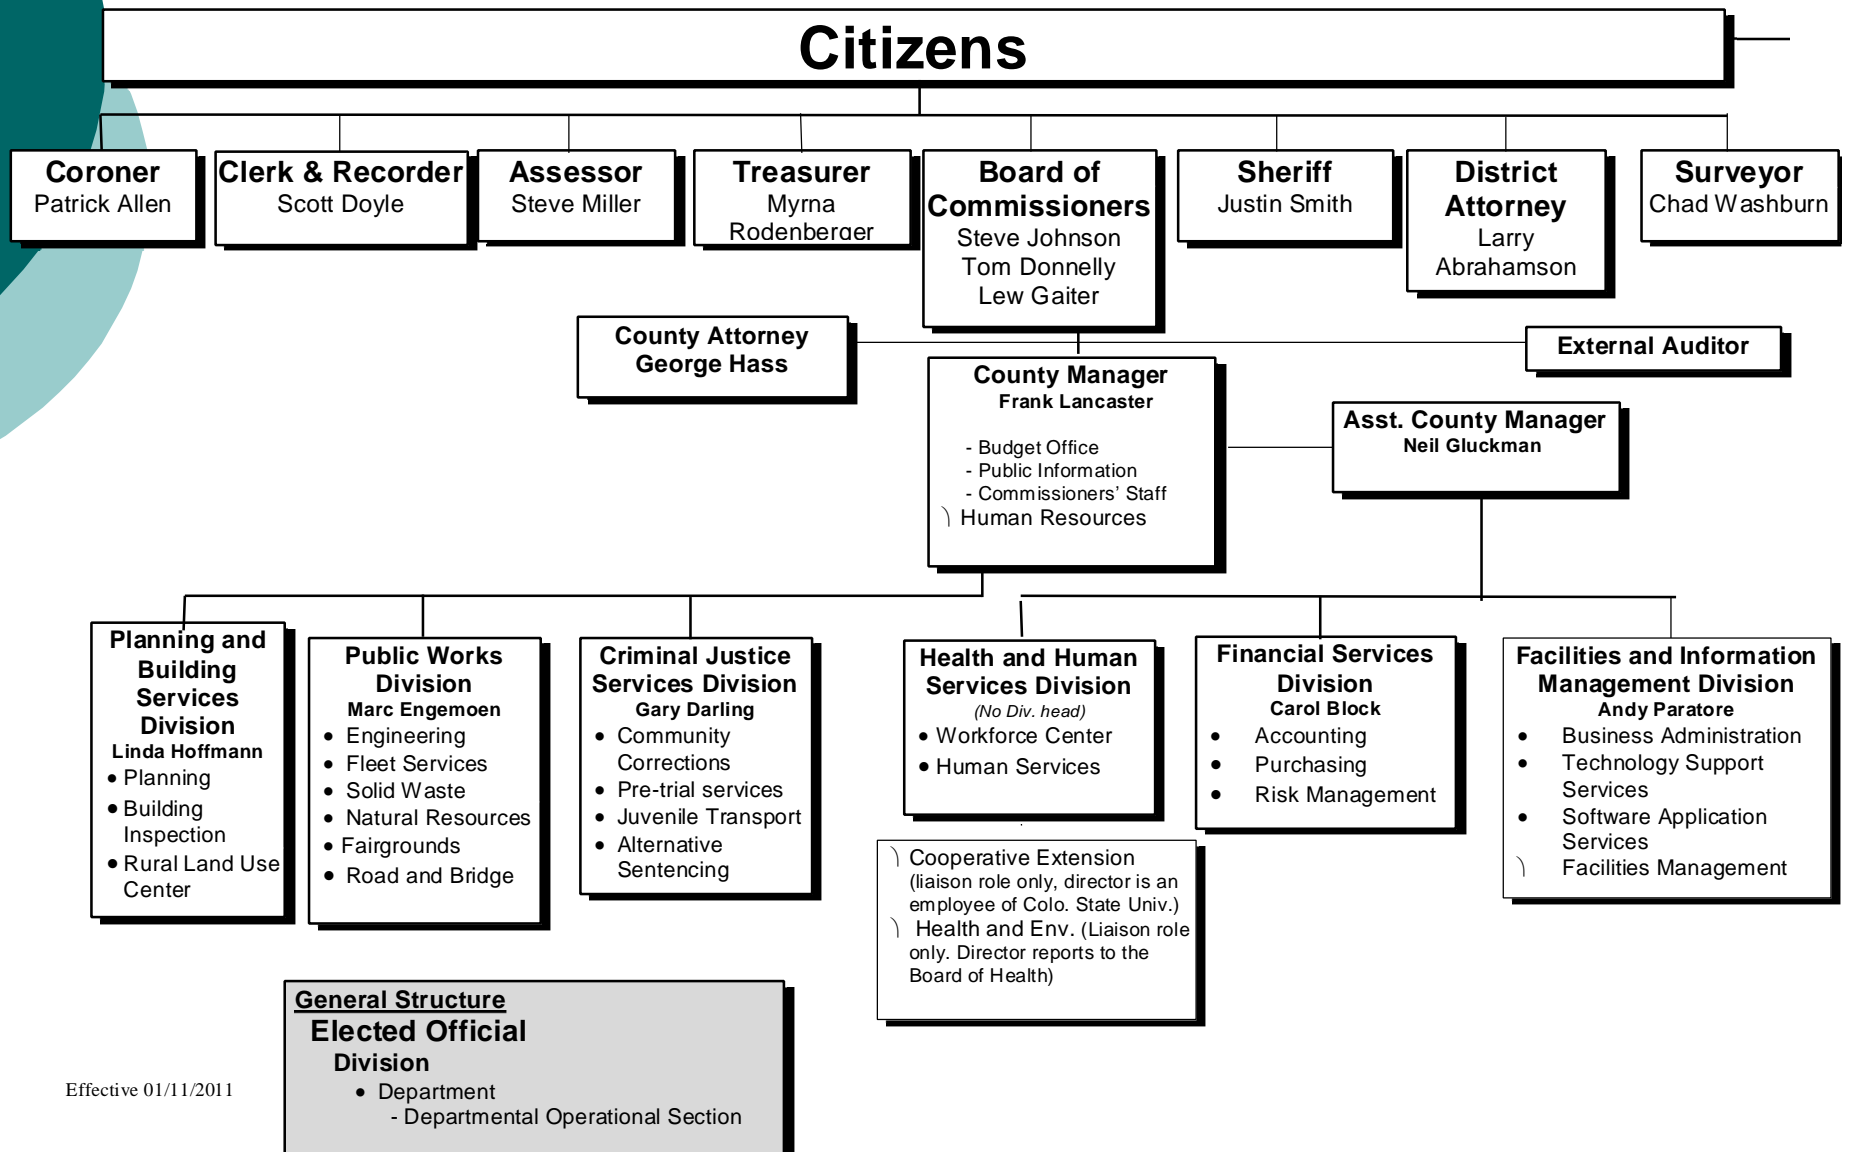 Citizens
Coroner
Patrick Allen
Clerk & Recorder
Scott Doyle
Assessor
Steve Miller
Treasurer
Myrna
Rodenberger
Board of
Commissioners
Steve Johnson
Tom Donnelly
Lew Gaiter
Sheriff
Justin Smith
District
Attorney
Larry
Abrahamson
Surveyor
Chad Washburn
County Attorney
George Hass
External Auditor
County Manager
Frank Lancaster
- Budget Office
- Public Information
- Commissioners’ Staff
Human Resources
Asst. County Manager
Neil Gluckman
Planning and
Building
Services
Division
Linda Hoffmann
• Planning
• Building
Inspection
• Rural Land Use
Center
Public Works
Division
Marc Engemoen
• Engineering
• Fleet Services
• Solid Waste
• Natural Resources
• Fairgrounds
• Road and Bridge
Criminal Justice
Services Division
Gary Darling
• Community
Corrections
• Pre-trial services
• Juvenile Transport
• Alternative
Sentencing
Health and Human
Services Division
(No Div. head)
• Workforce Center
• Human Services
Cooperative Extension
(liaison role only, director is an
employee of Colo. State Univ.)
Health and Env. (Liaison role
only. Director reports to the
Board of Health)
Financial Services
Division
Carol Block
• Accounting
• Purchasing
• Risk Management
Facilities and Information
Management Division
Andy Paratore
• Business Administration
• Technology Support
Services
• Software Application
Services
Facilities Management
General Structure
Elected Official
Division
• Department
- Departmental Operational Section
Effective 01/11/2011